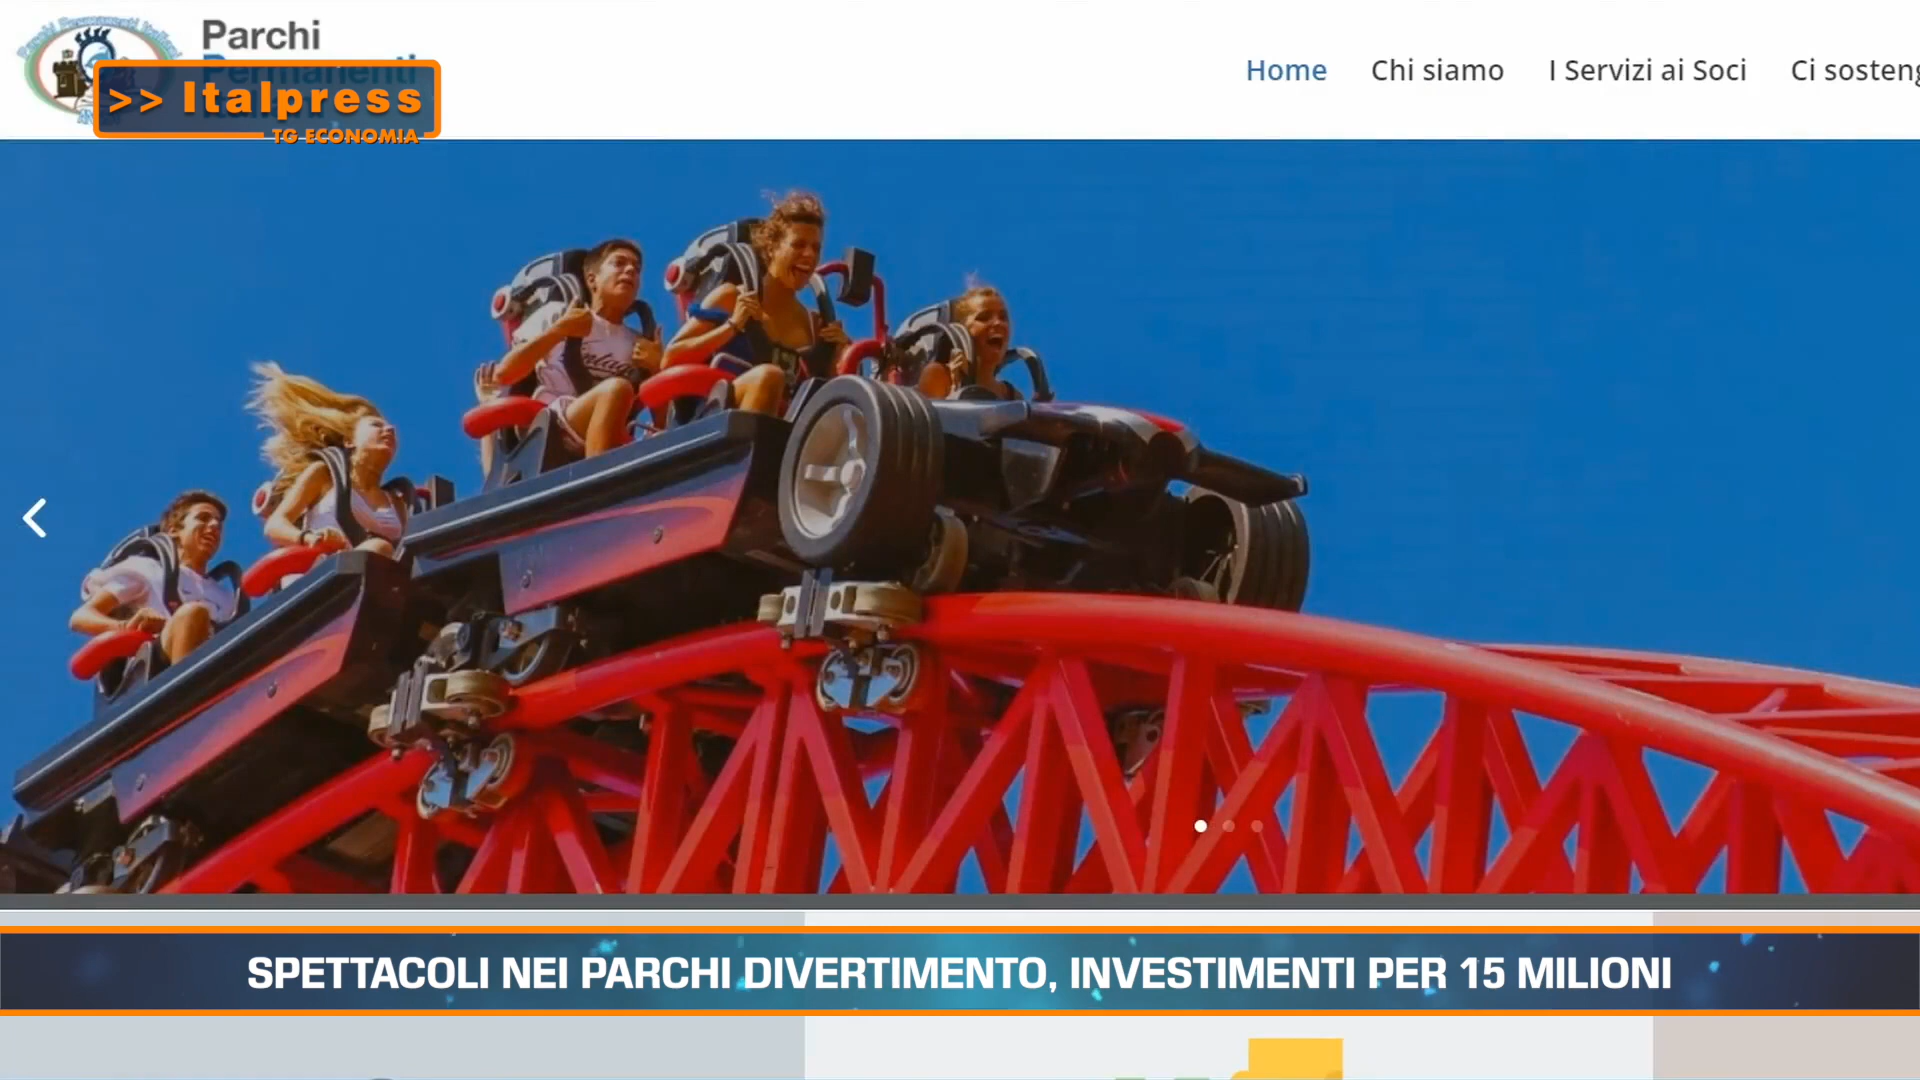 Parchi
Permanenti
>> Italpress
TG ECONOMIA
Home
Chi siamo
I Servizi ai Soci
Ci sosteng
SPETTACOLI NEI PARCHI DIVERTIMENTO, INVESTIMENTI PER 15 MILIONI